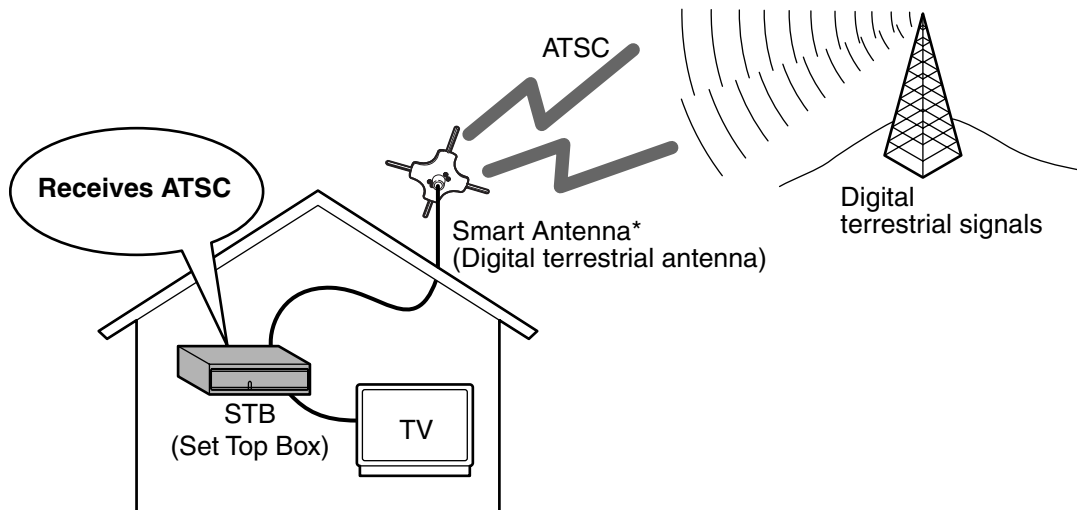 ATSC
Receives ATSC
Digital
terrestrial signals
Smart Antenna*
(Digital terrestrial antenna)
STB
(Set Top Box)
TV